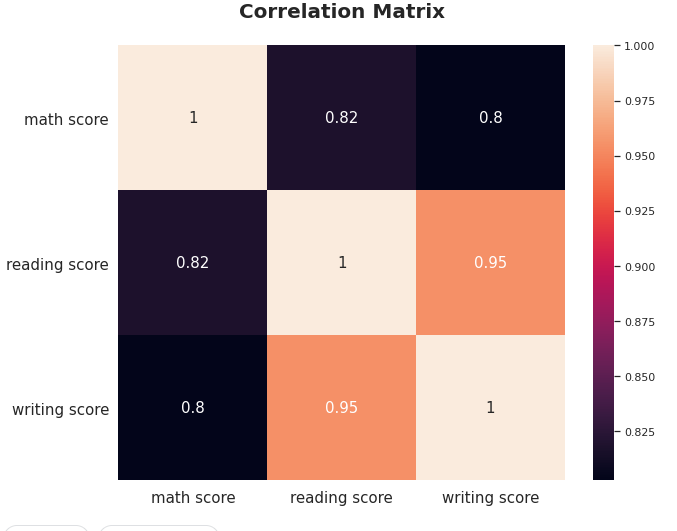 Correlation Matrix
math score
1
0.82
0.8
reading score
0.82
1
0.95
writing score
0.8
0.95
1
math score
reading score
writing score
1.000
0.975
0.950
0.925
0.900
0.875
0.850
0.825